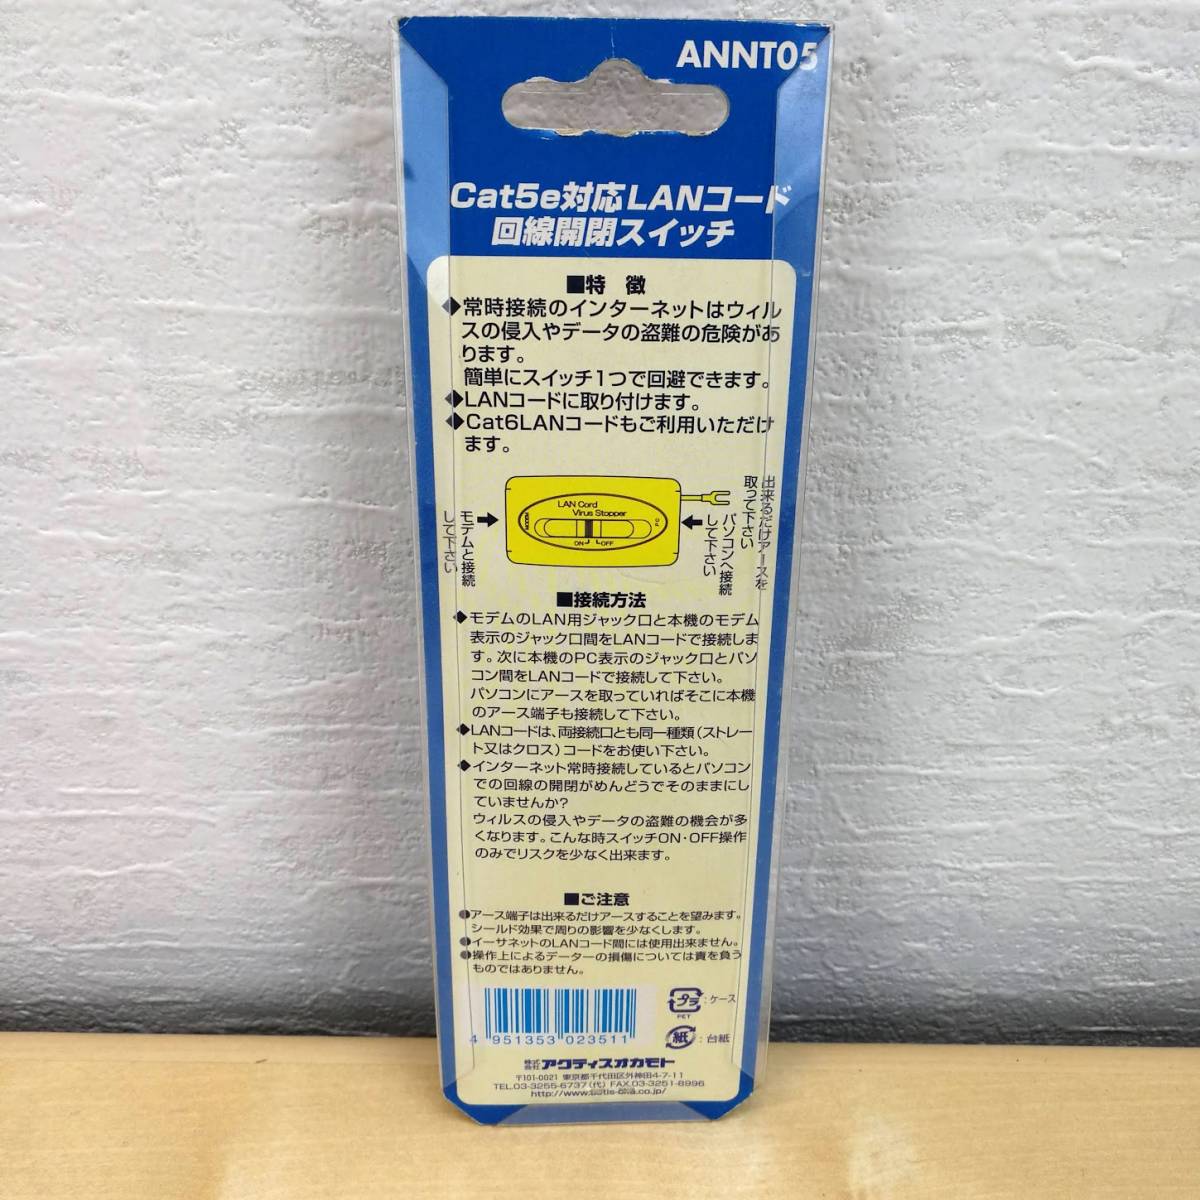 ANNT05
Cat5e対応LANコード
回線開閉スイッチ
■特 徴
◆常時接続のインターネットはウィル
スの侵入やデータの盗難の危険があ
ります。
簡単にスイッチ1つで回避できます。
◆LANコードに取り付けます。
◆Cat6LANコードもご利用いただけ
ます。
モデムと接続
して下さい
LAN Cord
Virus Stopper
MODEM
PC
ON
OFF
パソコンへ接続
して下さい
出来るだけアースを
取って下さい
■接続方法
◆モデムのLAN用ジャック口と本機のモデム
表示のジャック口間をLANコードで接続しま
す。次に本機のPC表示のジャック口とパソ
コン間をLANコードで接続して下さい。
パソコンにアースを取っていればそこに本機
のアース端子も接続して下さい。
◆LANコードは、両接続口とも同一種類（ストレー
ト又はクロス）コードをお使い下さい。
◆インターネット常時接続しているとパソコン
での回線の開閉がめんどうでそのままにし
ていませんか?
ウィルスの侵入やデータの盗難の機会が多
くなります。こんな時スイッチON・OFF操作
のみでリスクを少なく出来ます。
■ご注意
●アース端子は出来るだけアースすることを望みます。
シールド効果で周りの影響を少なくします。
●イーサネットのLANコード間には使用出来ません。
●操作上によるデーターの損傷については責を負う
ものではありません。
4 951353 023511
プラ : ケース
PET
紙 : 台紙
株式会社 アクティスオカモト
〒101-0021 東京都千代田区外神田4-7-11
TEL.03-3255-6737（代）FAX.03-3251-8996